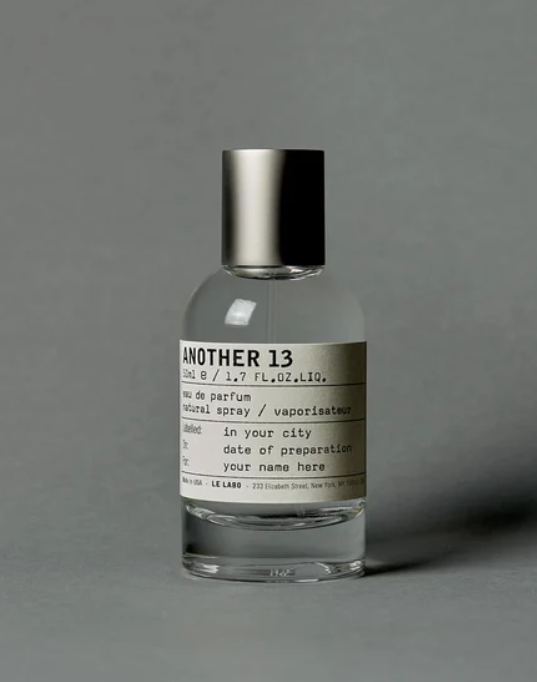 ANOTHER 13
50ml ℮ / 1.7 FL.OZ.LIQ.
eau de parfum
natural spray / vaporisateur
Labelled: in your city
On: date of preparation
For: your name here
Made in USA - LE LABO - 233 Elizabeth Street, New York, NY